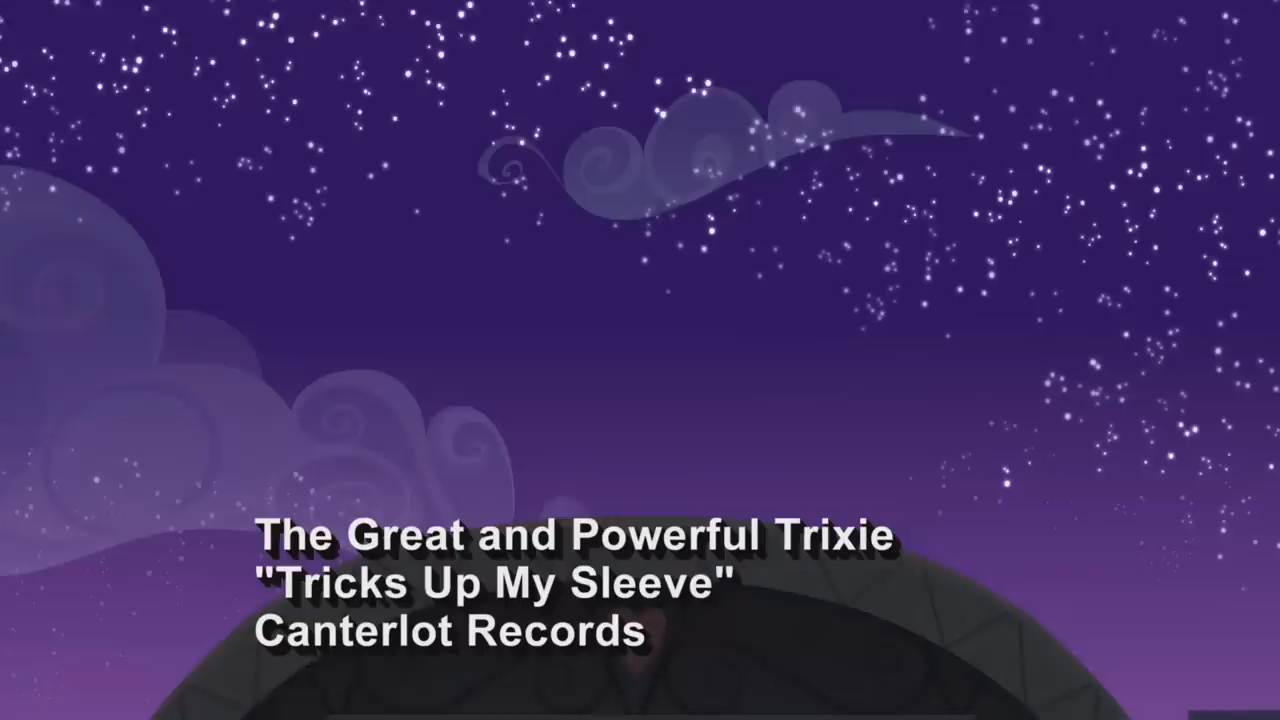 The Great and Powerful Trixie
"Tricks Up My Sleeve"
Canterlot Records